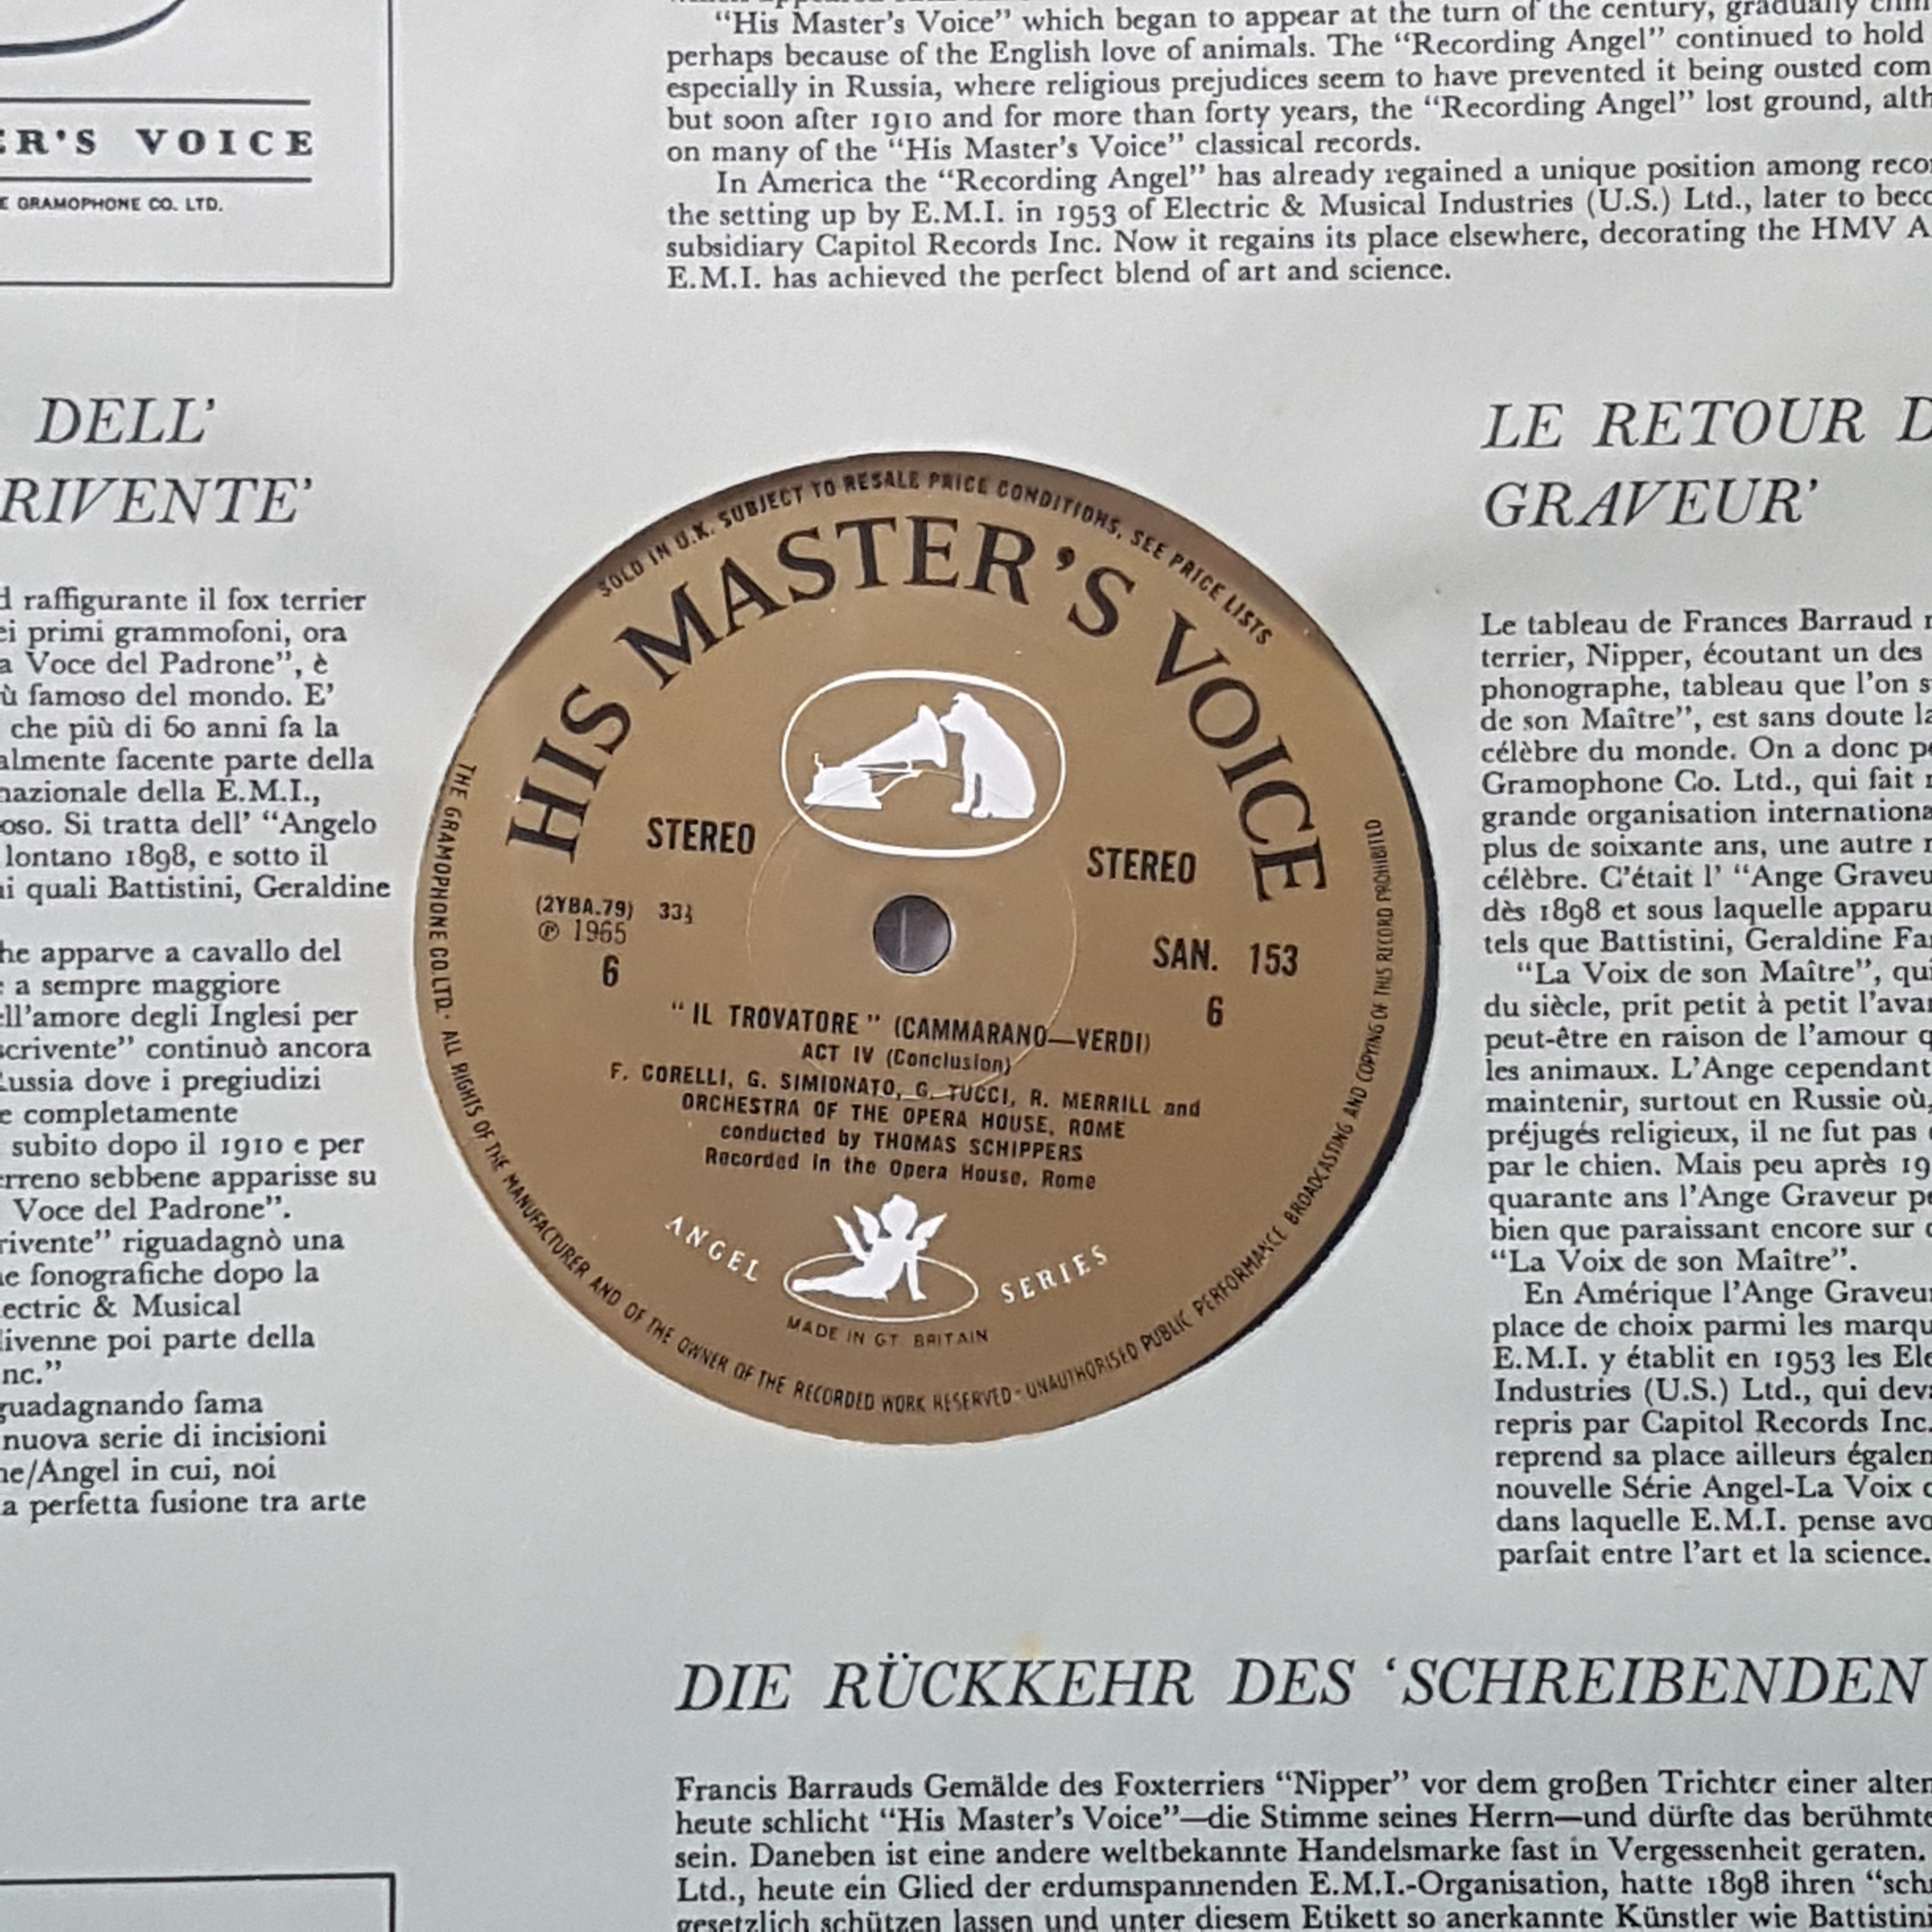 "His Master's Voice" which began to appear at the turn of the century, gradually
perhaps because of the English love of animals. The "Recording Angel" continued to hold
especially in Russia, where religious prejudices seem to have prevented it being ousted com
but soon after 1910 and for more than forty years, the "Recording Angel" lost ground, alth
on many of the "His Master's Voice" classical records.
In America the "Recording Angel" has already regained a unique position among reco
the setting up by E.M.I. in 1953 of Electric & Musical Industries (U.S.) Ltd., later to beco
subsidiary Capitol Records Inc. Now it regains its place elsewhere, decorating the HMV A
E.M.I. has achieved the perfect blend of art and science.
ER'S VOICE
E GRAMOPHONE CO. LTD.
DELL'
RIVENTE'
d raffigurante il fox terrier
ei primi grammofoni, ora
a Voce del Padrone", è
ù famoso del mondo. E'
che più di 60 anni fa la
almente facente parte della
nazionale della E.M.I.,
oso. Si tratta dell' "Angelo
lontano 1898, e sotto il
ni quali Battistini, Geraldine
he apparve a cavallo del
e a sempre maggiore
ell'amore degli Inglesi per
scrivente" continuò ancora
Russia dove i pregiudizi
e completamente
subito dopo il 1910 e per
erreno sebbene apparisse su
Voce del Padrone".
rivente" riguadagnò una
he fonografiche dopo la
lectric & Musical
divenne poi parte della
nc."
guadagnando fama
nuova serie di incisioni
ne/Angel in cui, noi
a perfetta fusione tra arte
SOLD IN U.K. SUBJECT TO RESALE PRICE CONDITIONS, SEE PRICE LISTS
HIS MASTER'S VOICE
STEREO
STEREO
(2YBA.79) 33⅓
℗ 1965
6
SAN. 153
6
"IL TROVATORE" (CAMMARANO—VERDI)
ACT IV (Conclusion)
F. CORELLI, G. SIMIONATO, G. TUCCI, R. MERRILL and
ORCHESTRA OF THE OPERA HOUSE, ROME
conducted by THOMAS SCHIPPERS
Recorded in the Opera House, Rome
ANGEL SERIES
MADE IN GT. BRITAIN
THE GRAMOPHONE CO.LTD. · ALL RIGHTS OF THE MANUFACTURER AND OF THE OWNER OF THE RECORDED WORK RESERVED · UNAUTHORISED PUBLIC PERFORMANCE BROADCASTING AND COPYING OF THIS RECORD PROHIBITED
LE RETOUR D
GRAVEUR'
Le tableau de Frances Barraud r
terrier, Nipper, écoutant un des
phonographe, tableau que l'on s
de son Maître", est sans doute la
célèbre du monde. On a donc pe
Gramophone Co. Ltd., qui fait
grande organisation internationa
plus de soixante ans, une autre
célèbre. C'était l' "Ange Graveu
dès 1898 et sous laquelle apparu
tels que Battistini, Geraldine Fa
"La Voix de son Maître", qui
du siècle, prit petit à petit l'ava
peut-être en raison de l'amour q
les animaux. L'Ange cependant
maintenir, surtout en Russie où,
préjugés religieux, il ne fut pas
par le chien. Mais peu après 19
quarante ans l'Ange Graveur pe
bien que paraissant encore sur
"La Voix de son Maître".
En Amérique l'Ange Graveur
place de choix parmi les marqu
E.M.I. y établit en 1953 les Ele
Industries (U.S.) Ltd., qui deva
repris par Capitol Records Inc.
reprend sa place ailleurs égalem
nouvelle Série Angel-La Voix d
dans laquelle E.M.I. pense avo
parfait entre l'art et la science.
DIE RÜCKKEHR DES 'SCHREIBENDEN
Francis Barrauds Gemälde des Foxterriers "Nipper" vor dem großen Trichter einer alten
heute schlicht "His Master's Voice"—die Stimme seines Herrn—und dürfte das berühmte
sein. Daneben ist eine andere weltbekannte Handelsmarke fast in Vergessenheit geraten.
Ltd., heute ein Glied der erdumspannenden E.M.I.-Organisation, hatte 1898 ihren "schr
gesetzlich schützen lassen und unter diesem Etikett so anerkannte Künstler wie Battistin